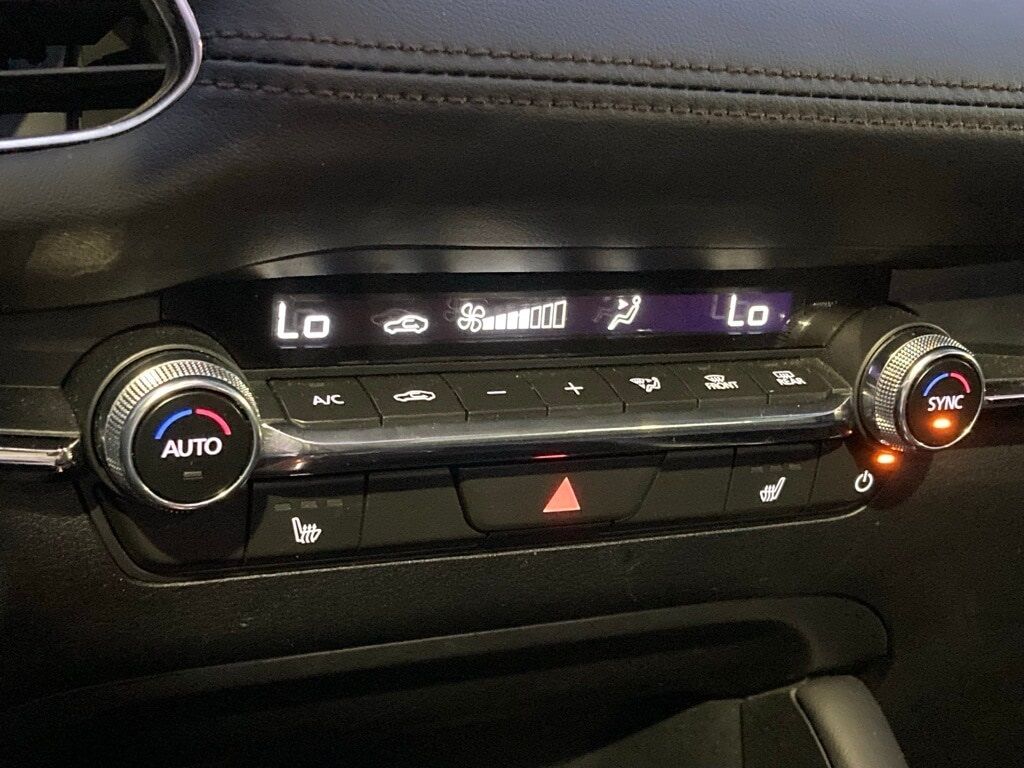 Lo Lo
A/C − + FRONT REAR
AUTO SYNC